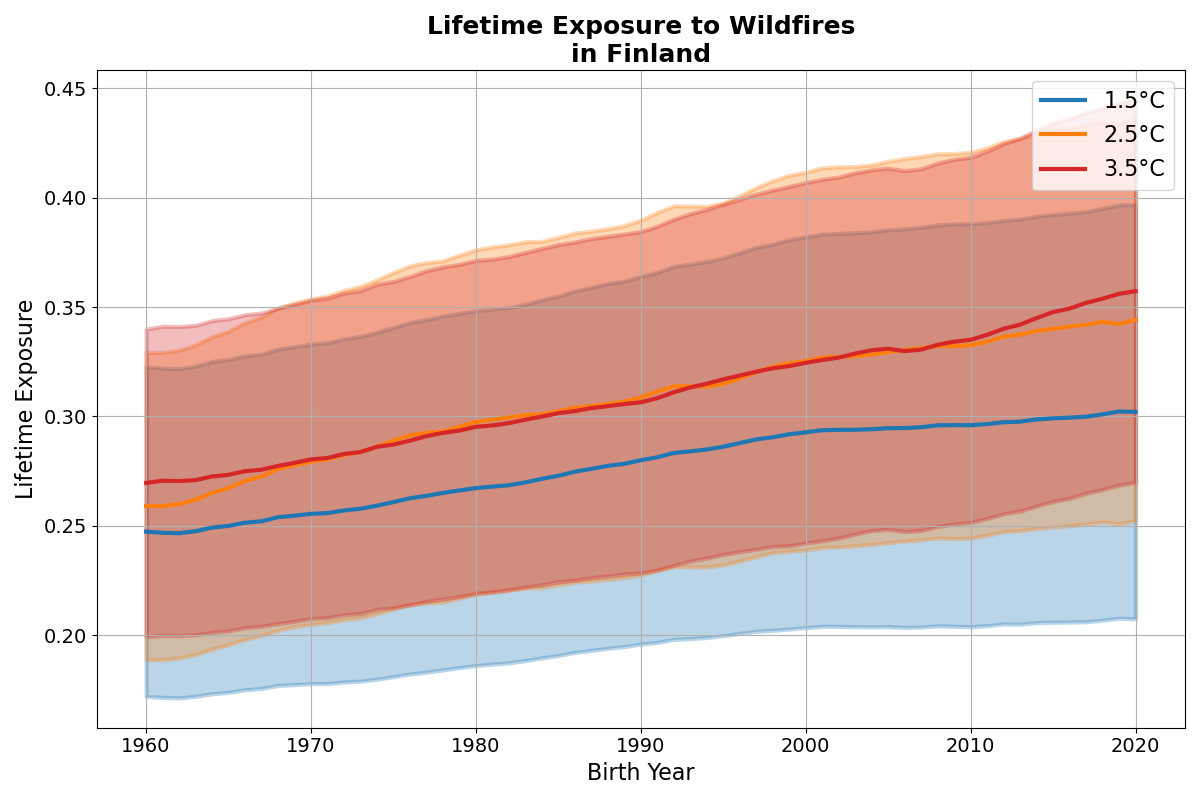 Lifetime Exposure to Wildfires
in Finland
1.5°C
2.5°C
3.5°C
Lifetime Exposure
0.45
0.40
0.35
0.30
0.25
0.20
1960 1970 1980 1990 2000 2010 2020
Birth Year